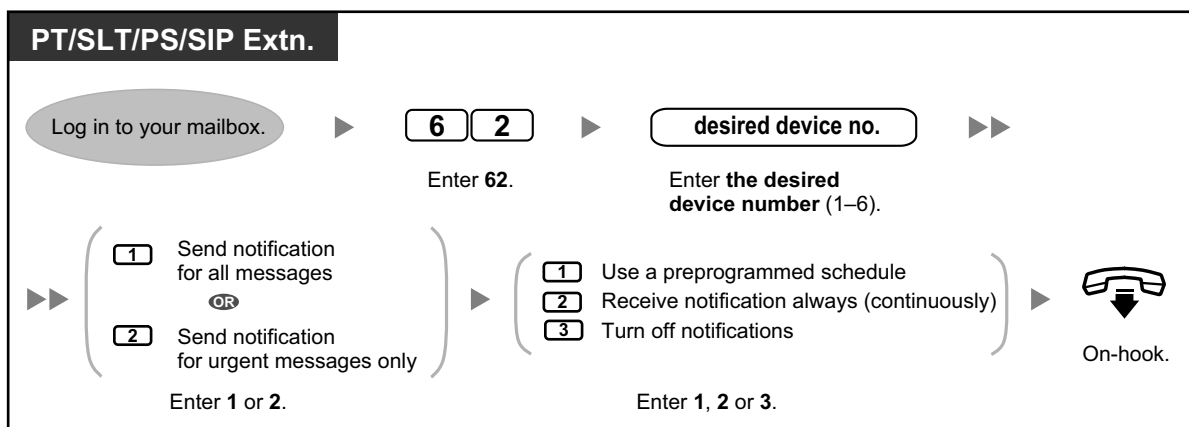 PT/SLT/PS/SIP Extn.
Log in to your mailbox.
6 2
desired device no.
Enter 62.
Enter the desired
device number (1–6).
1 Send notification
for all messages
OR
2 Send notification
for urgent messages only
Enter 1 or 2.
1 Use a preprogrammed schedule
2 Receive notification always (continuously)
3 Turn off notifications
Enter 1, 2 or 3.
On-hook.